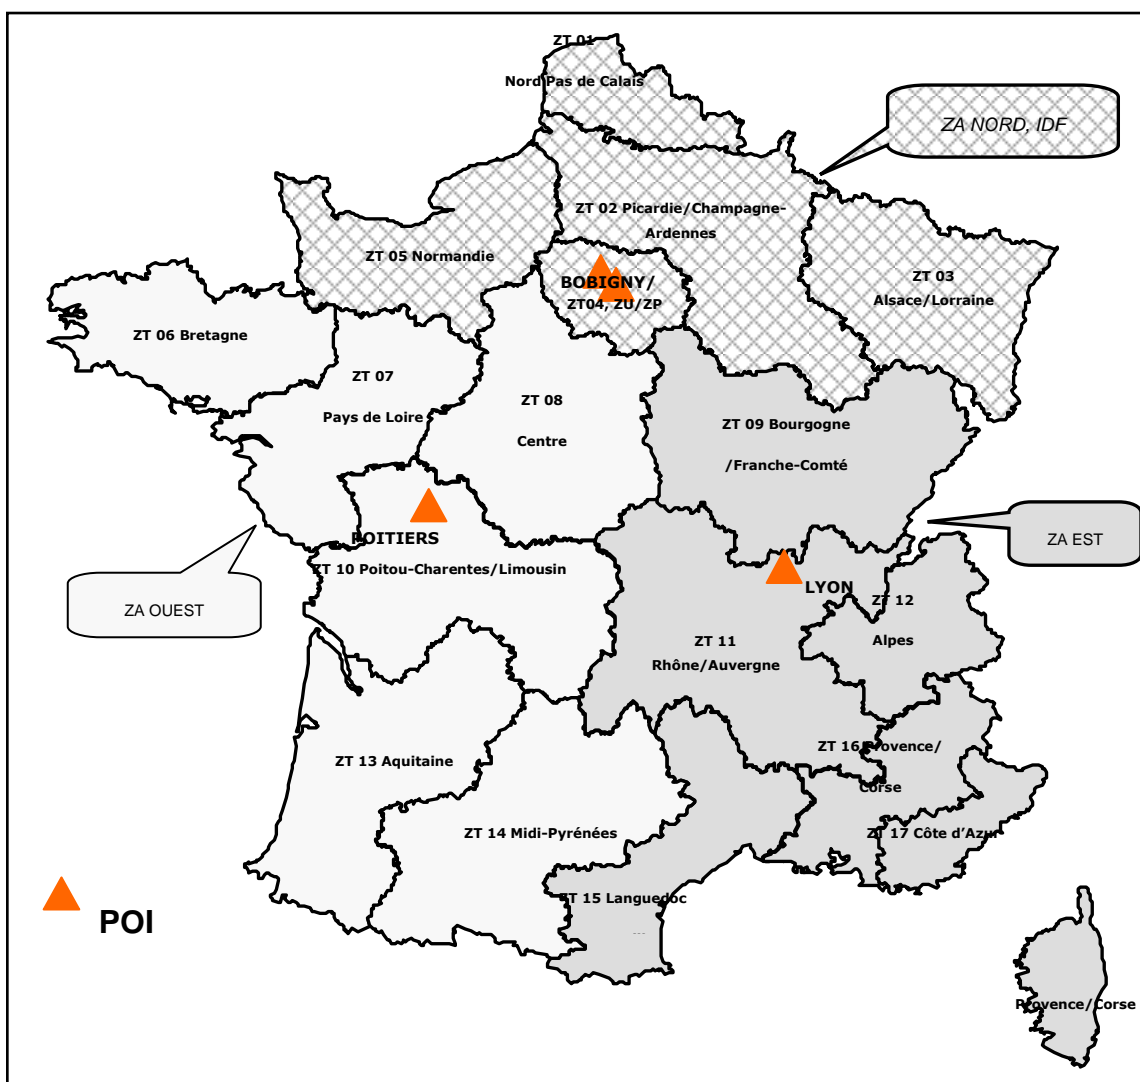 ZT 01
Nord Pas de Calais
ZA NORD, IDF
ZT 02 Picardie/Champagne-
Ardennes
ZT 05 Normandie
ZT 03
Alsace/Lorraine
BOBIGNY/
ZT04, ZU/ZP
ZT 06 Bretagne
ZT 07
Pays de Loire
ZT 08
Centre
ZT 09 Bourgogne
/Franche-Comté
POITIERS
ZT 10 Poitou-Charentes/Limousin
ZA EST
ZA OUEST
LYON
ZT 12
Alpes
ZT 11
Rhône/Auvergne
ZT 13 Aquitaine
ZT 16 Provence/
Corse
ZT 14 Midi-Pyrénées
ZT 17 Côte d’Azur
ZT 15 Languedoc
---
POI
Provence/Corse